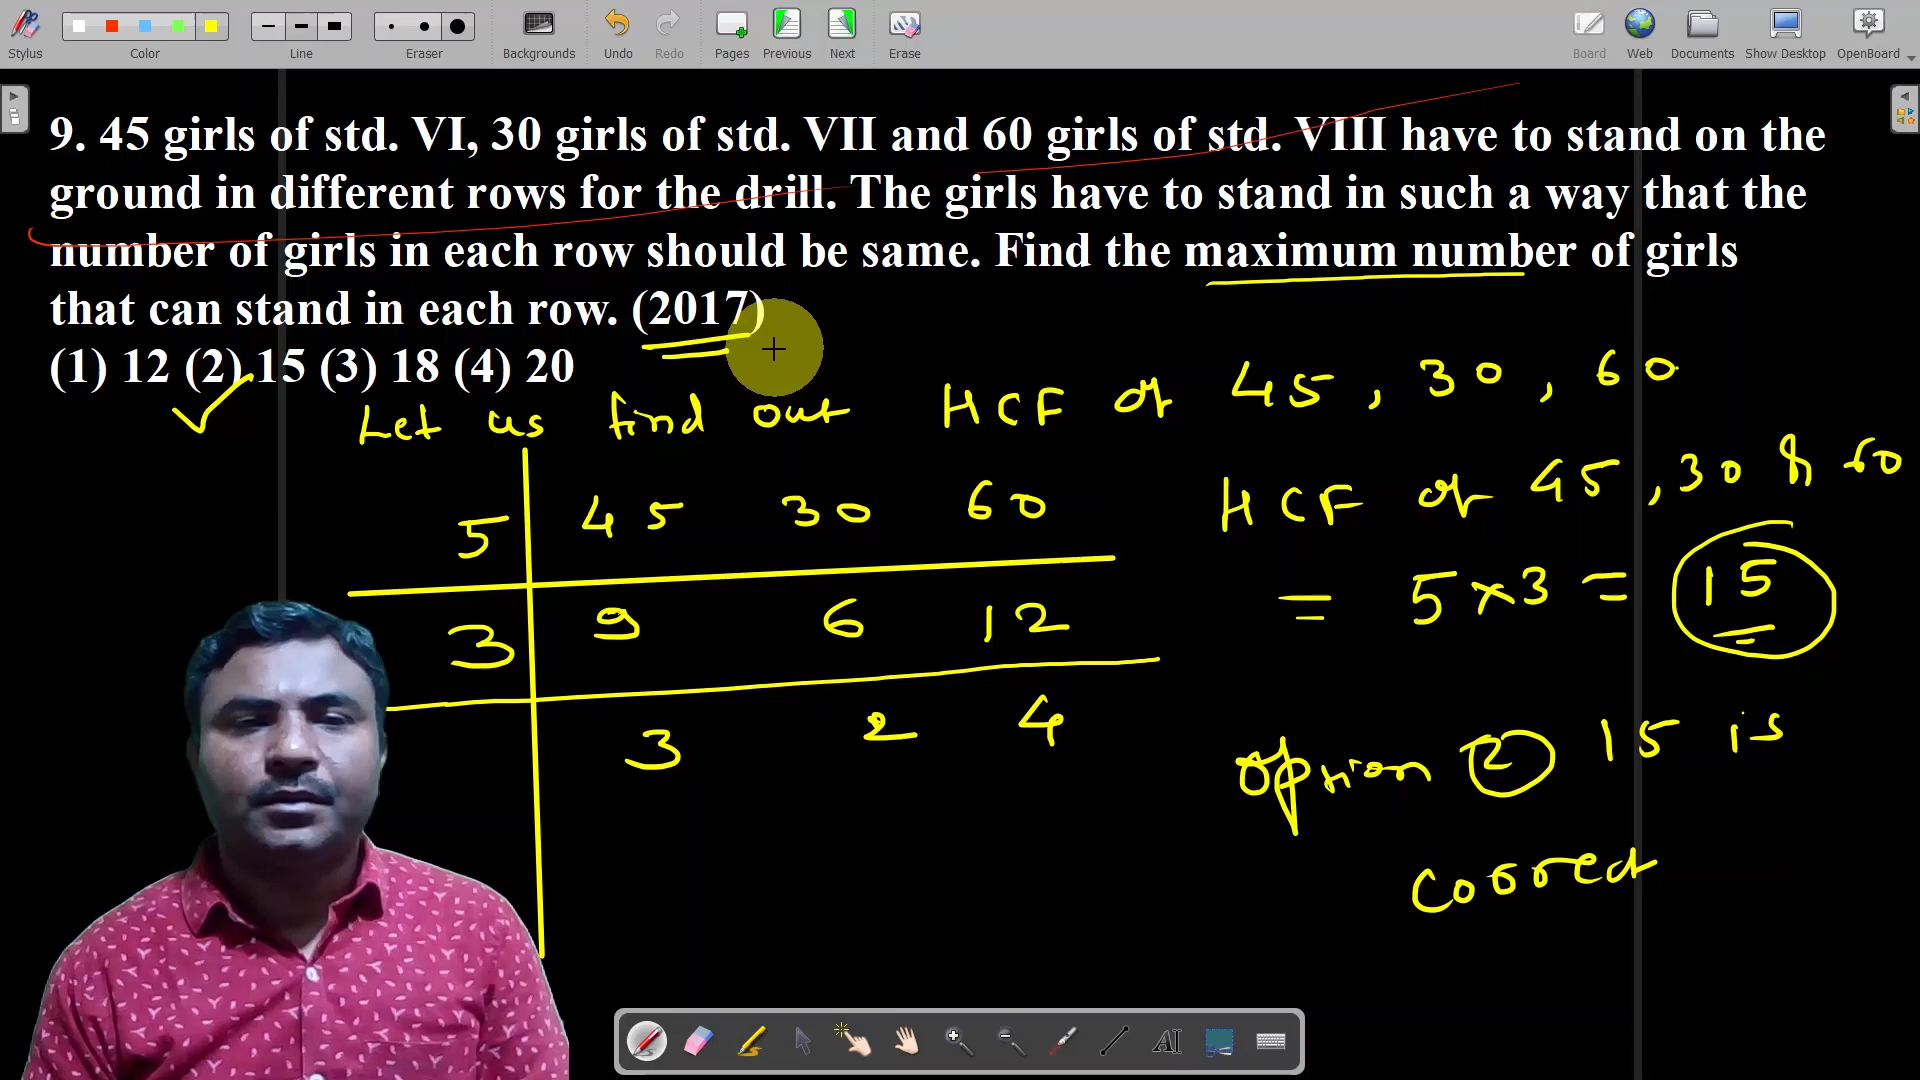 Stylus Color Line Eraser Backgrounds Undo Redo Pages Previous Next Erase Board Web Documents Show Desktop OpenBoard
9. 45 girls of std. VI, 30 girls of std. VII and 60 girls of std. VIII have to stand on the
ground in different rows for the drill. The girls have to stand in such a way that the
number of girls in each row should be same. Find the maximum number of girls
that can stand in each row. (2017)
(1) 12 (2) 15 (3) 18 (4) 20
Let us find out HCF of 45, 30, 60
5 45 30 60
3 9 6 12
3 2 4
HCF of 45, 30 & 60
= 5×3 = 15
option 2 15 is
correct
AI